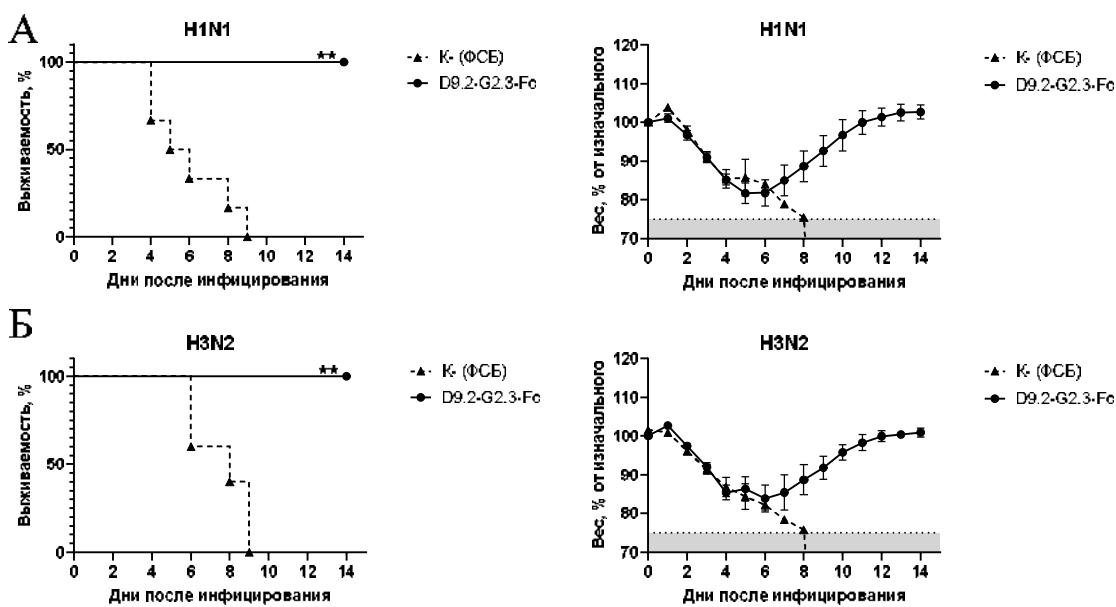 А
H1N1
Выживаемость, %
100
50
0
0 2 4 6 8 10 12 14
Дни после инфицирования
**
К- (ФСБ)
D9.2-G2.3-Fc
H1N1
Вес, % от изначального
120
110
100
90
80
70
0 2 4 6 8 10 12 14
Дни после инфицирования
К- (ФСБ)
D9.2-G2.3-Fc
Б
H3N2
Выживаемость, %
100
50
0
0 2 4 6 8 10 12 14
Дни после инфицирования
**
К- (ФСБ)
D9.2-G2.3-Fc
H3N2
Вес, % от изначального
120
110
100
90
80
70
0 2 4 6 8 10 12 14
Дни после инфицирования
К- (ФСБ)
D9.2-G2.3-Fc